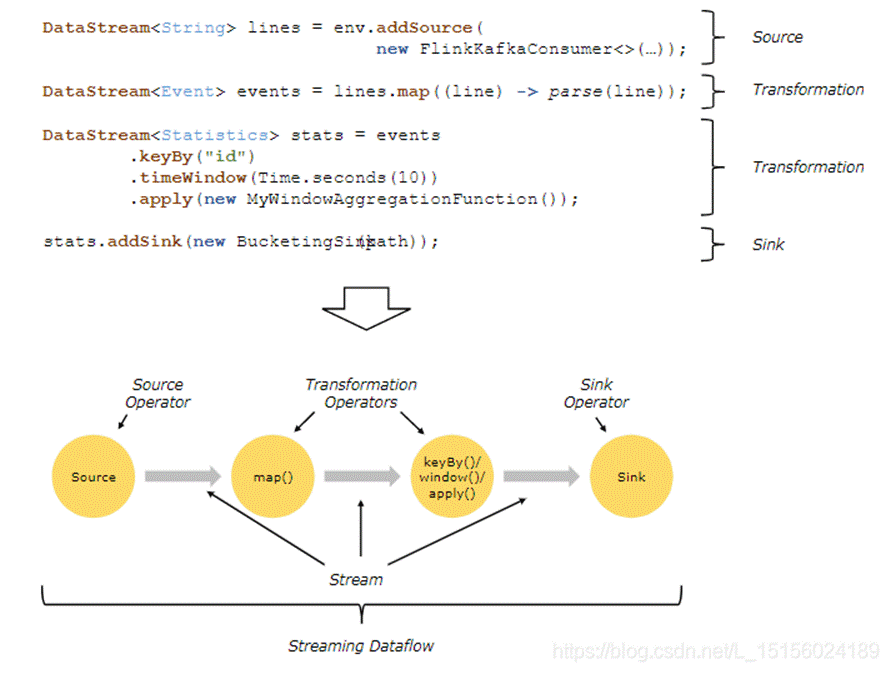 DataStream<String> lines = env.addSource(
new FlinkKafkaConsumer<>(…));
Source
DataStream<Event> events = lines.map((line) -> parse(line));
Transformation
DataStream<Statistics> stats = events
.keyBy("id")
.timeWindow(Time.seconds(10))
.apply(new MyWindowAggregationFunction());
Transformation
stats.addSink(new BucketingSink(path));
Sink
Source
Operator
Transformation
Operators
Sink
Operator
Source
map()
keyBy()/
window()/
apply()
Sink
Stream
Streaming Dataflow
https://blog.csdn.net/L_15156024189